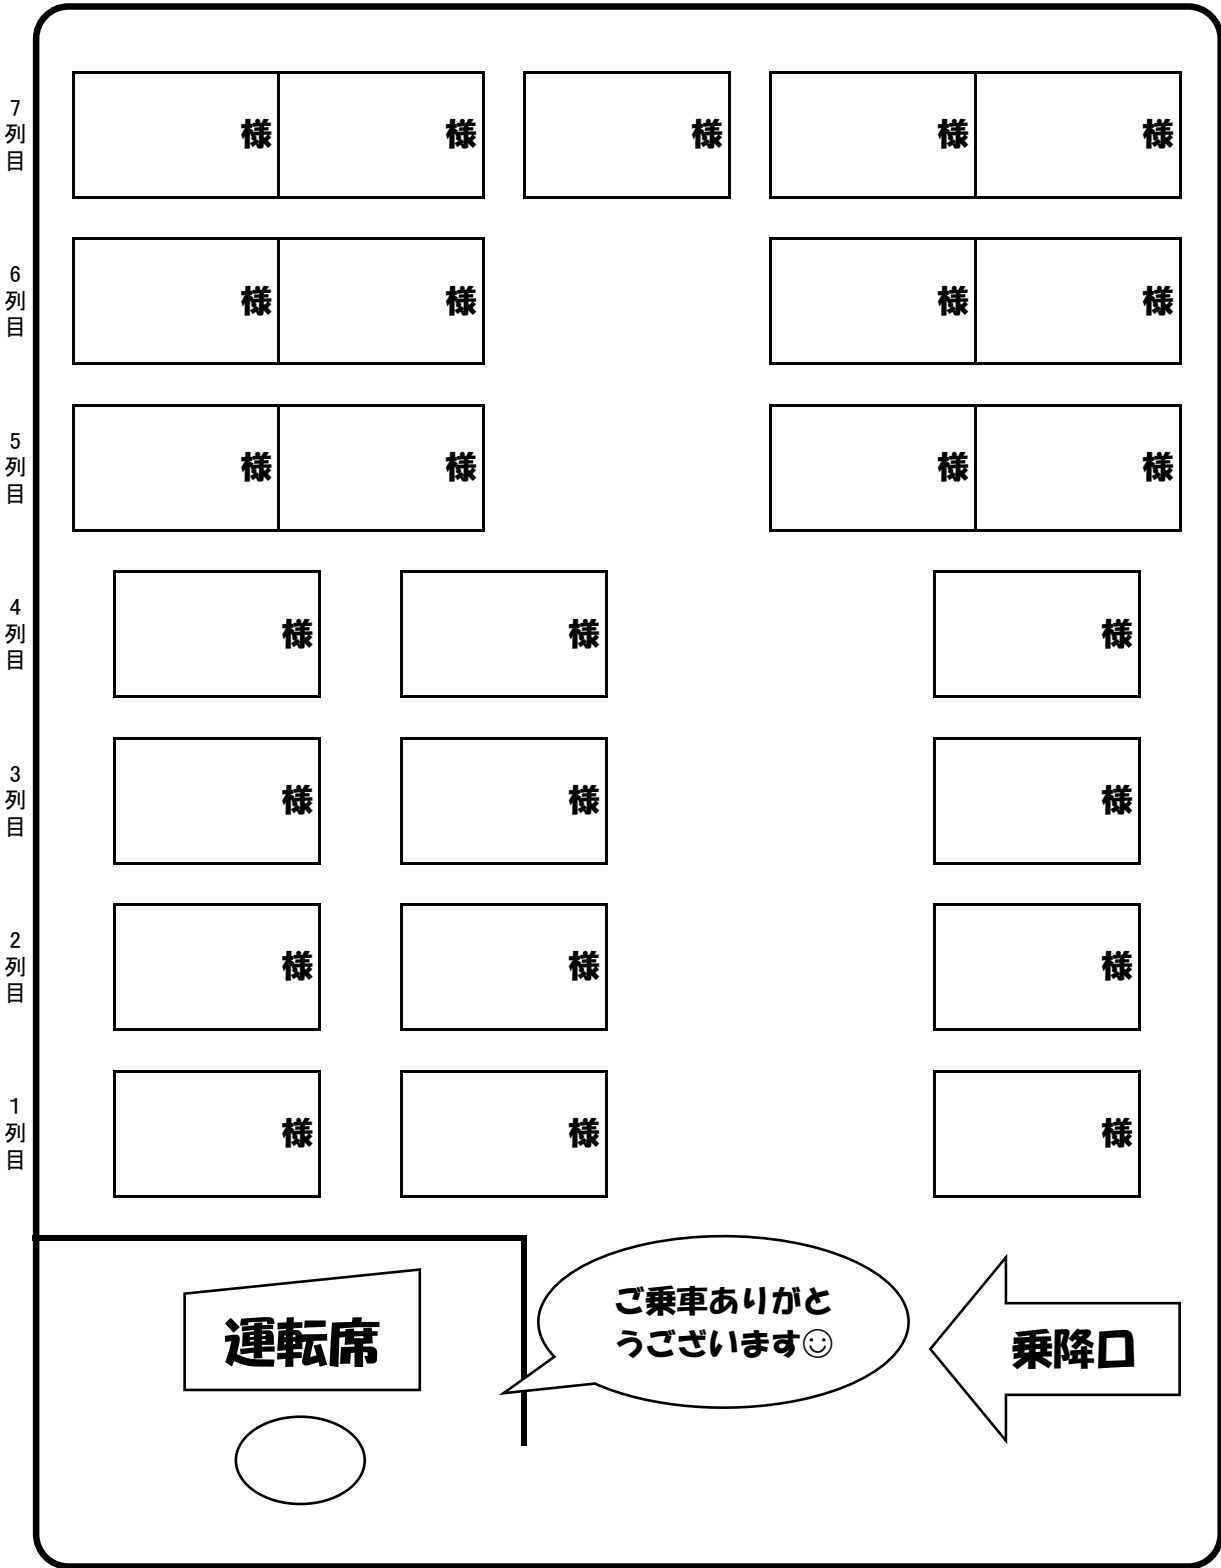 7列目
様 様 様 様 様
6列目
様 様 様 様
5列目
様 様 様 様
4列目
様 様 様
3列目
様 様 様
2列目
様 様 様
1列目
様 様 様
ご乗車ありがと
うございます☺
運転席
乗降口